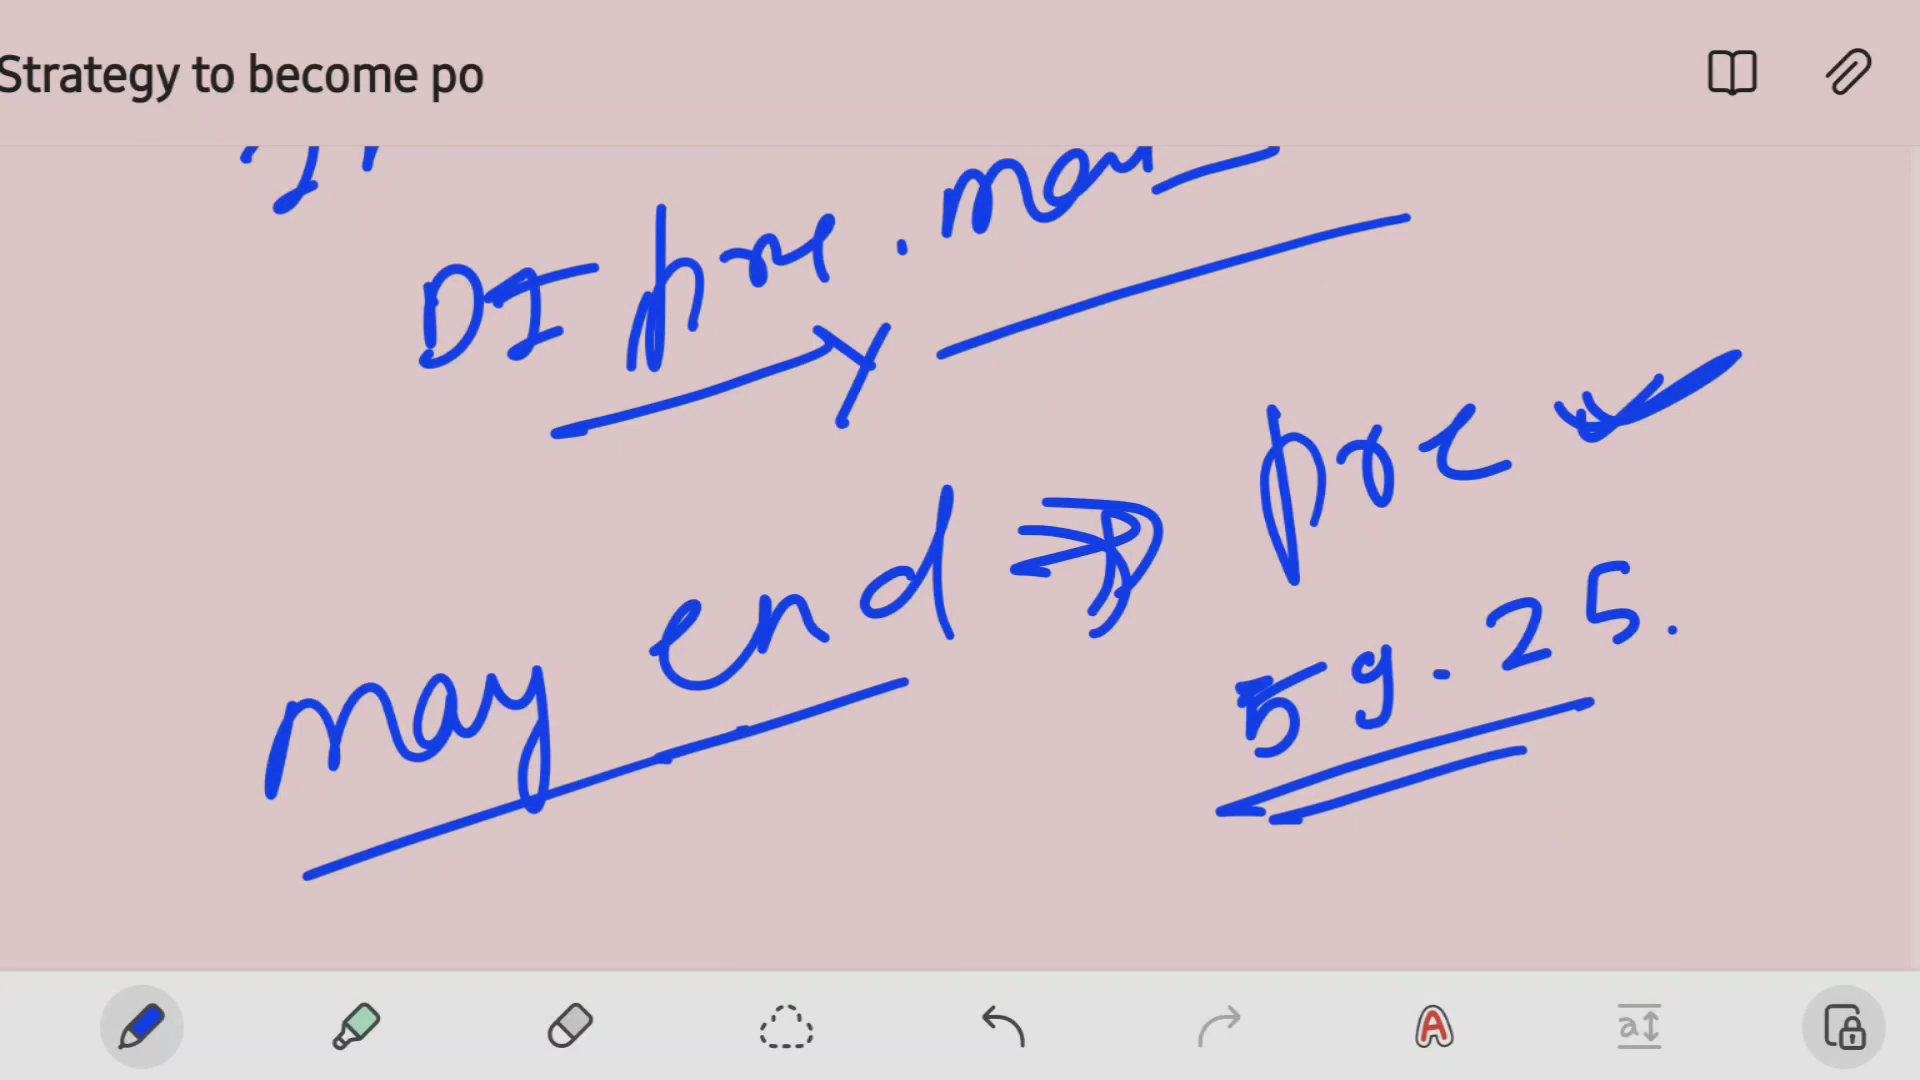 Strategy to become po
DI pre. mai
may end ⇒ pre ✓
59.25.